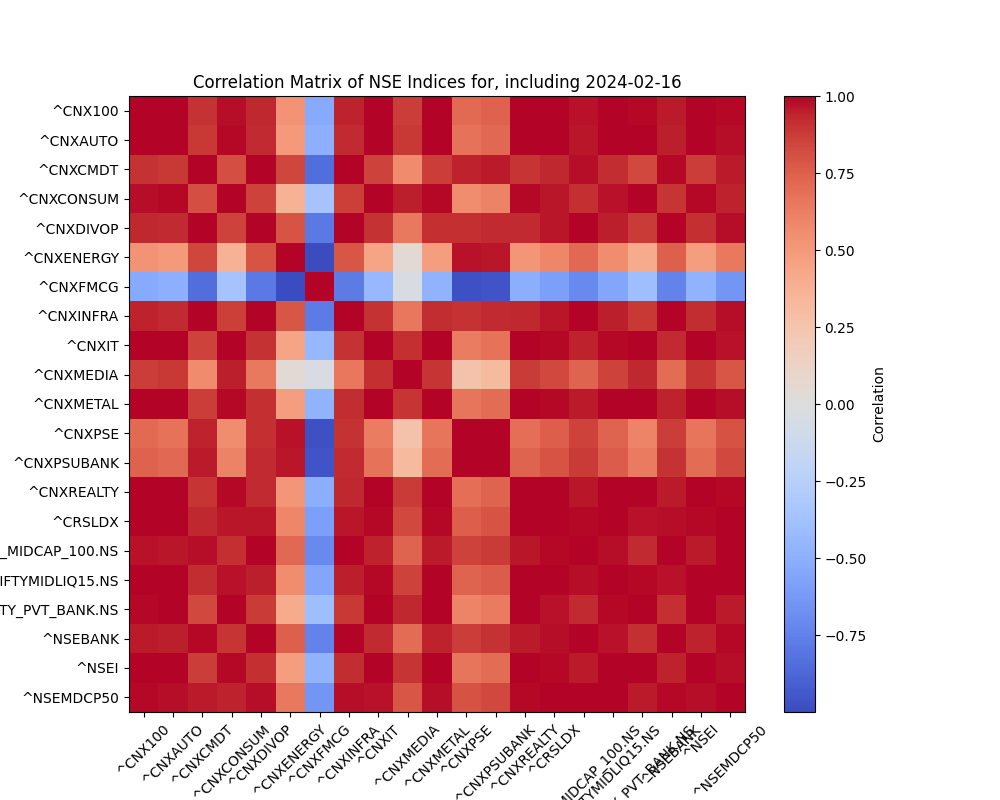 Correlation Matrix of NSE Indices for, including 2024-02-16
^CNX100
^CNXAUTO
^CNXCMDT
^CNXCONSUM
^CNXDIVOP
^CNXENERGY
^CNXFMCG
^CNXINFRA
^CNXIT
^CNXMEDIA
^CNXMETAL
^CNXPSE
^CNXPSUBANK
^CNXREALTY
^CRSLDX
_MIDCAP_100.NS
IFTYMIDLIQ15.NS
TY_PVT_BANK.NS
^NSEBANK
^NSEI
^NSEMDCP50
^CNX100
^CNXAUTO
^CNXCMDT
^CNXCONSUM
^CNXDIVOP
^CNXENERGY
^CNXFMCG
^CNXINFRA
^CNXIT
^CNXMEDIA
^CNXMETAL
^CNXPSE
^CNXPSUBANK
^CNXREALTY
^CRSLDX
MIDCAP_100.NS
TYMIDLIQ15.NS
PVT_BANK.NS
^NSEBANK
^NSEI
^NSEMDCP50
1.00
0.75
0.50
0.25
0.00
−0.25
−0.50
−0.75
Correlation